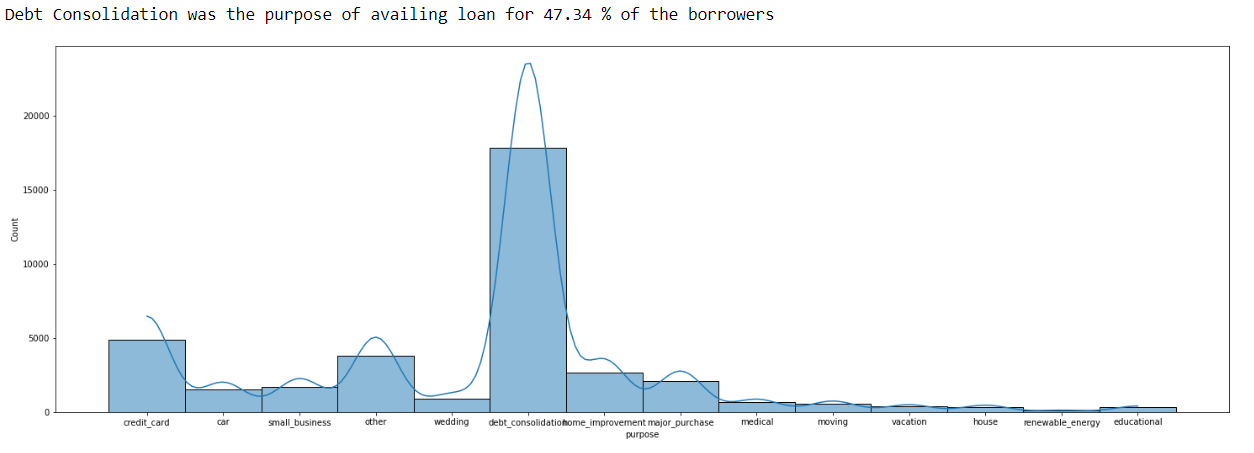 Debt Consolidation was the purpose of availing loan for 47.34 % of the borrowers
20000
15000
10000
5000
0
Count
credit_card car small_business other wedding debt_consolidation home_improvement major_purchase medical moving vacation house renewable_energy educational
purpose